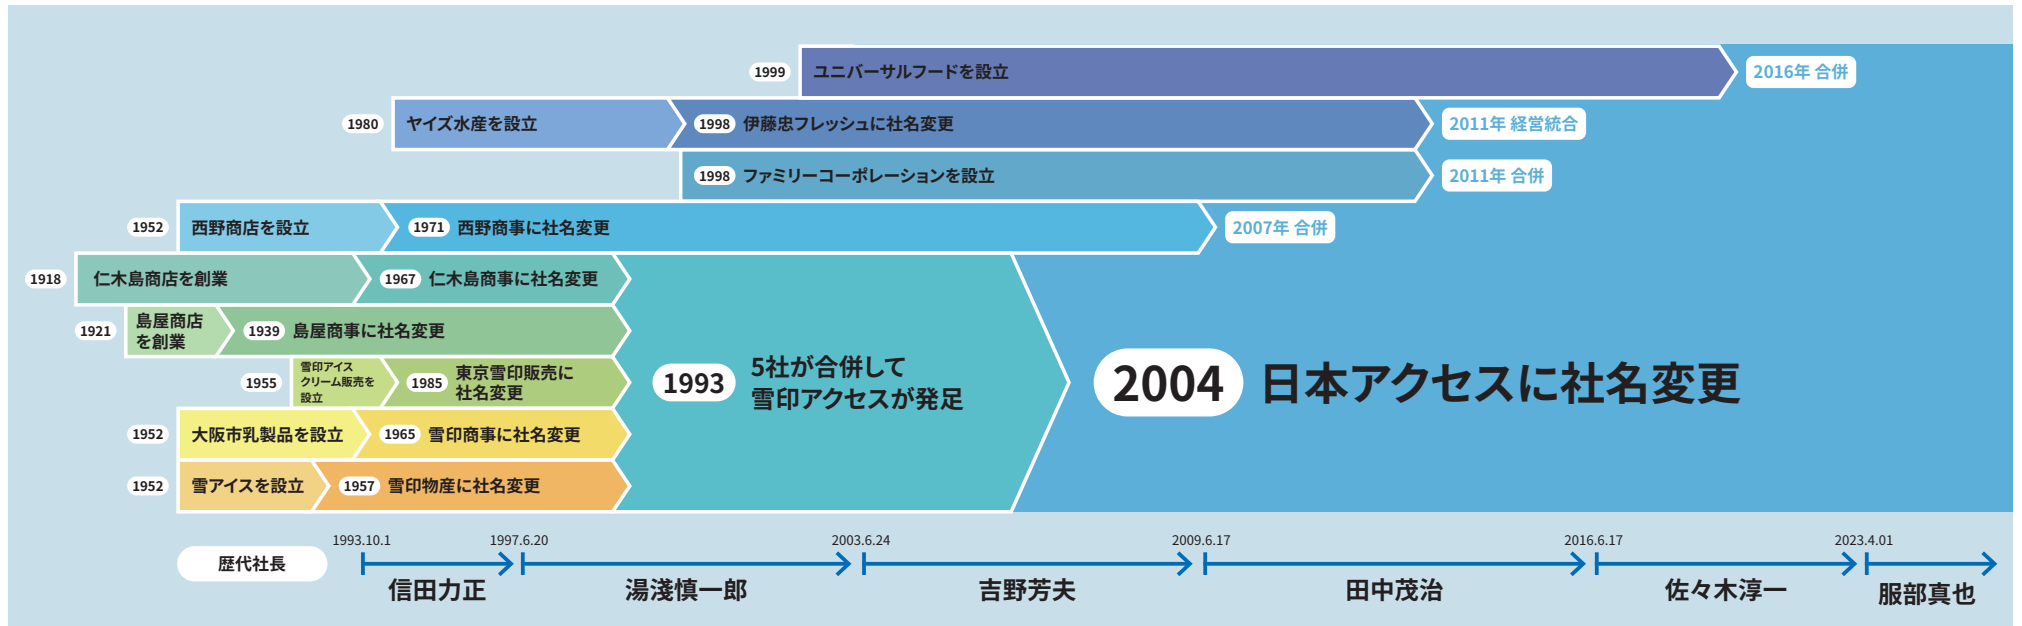 1999 ユニバーサルフードを設立 2016年 合併
1980 ヤイズ水産を設立 1998 伊藤忠フレッシュに社名変更 2011年 経営統合
1998 ファミリーコーポレーションを設立 2011年 合併
1952 西野商店を設立 1971 西野商事に社名変更 2007年 合併
1918 仁木島商店を創業 1967 仁木島商事に社名変更
1921 島屋商店
を創業
1939 島屋商事に社名変更
1955 雪印アイス
クリーム販売を
設立
1985 東京雪印販売に
社名変更
1952 大阪市乳製品を設立 1965 雪印商事に社名変更
1952 雪アイスを設立 1957 雪印物産に社名変更
1993 5社が合併して
雪印アクセスが発足
2004 日本アクセスに社名変更
歴代社長
1993.10.1 1997.6.20 2003.6.24 2009.6.17 2016.6.17 2023.4.01
信田力正 湯淺慎一郎 吉野芳夫 田中茂治 佐々木淳一 服部真也